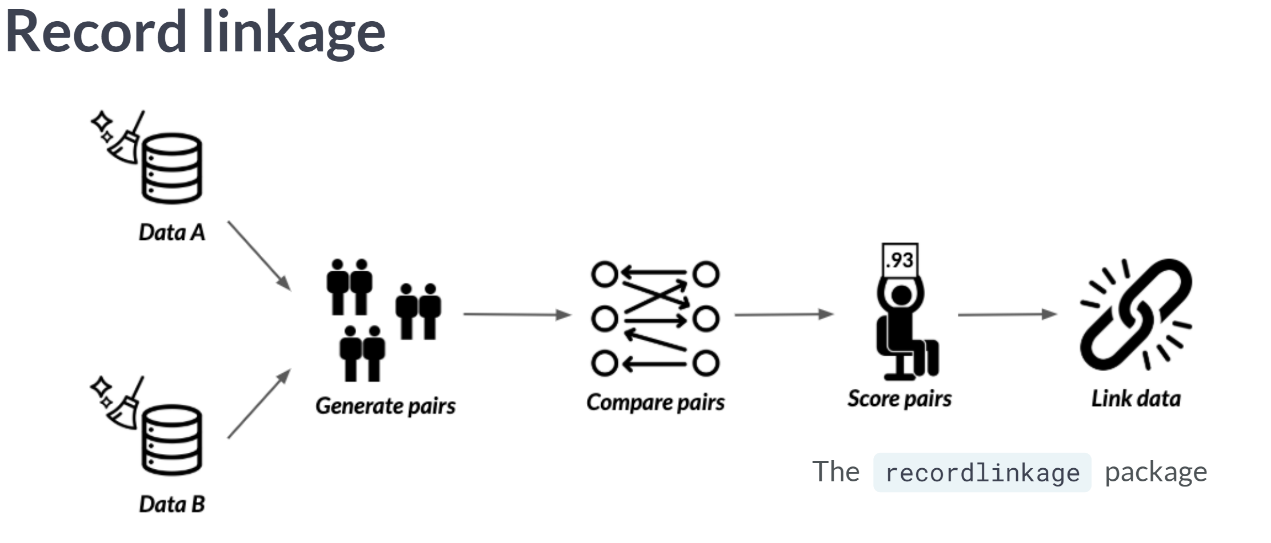 Record linkage
Data A
.93
Generate pairs
Compare pairs
Score pairs
Link data
The recordlinkage package
Data B